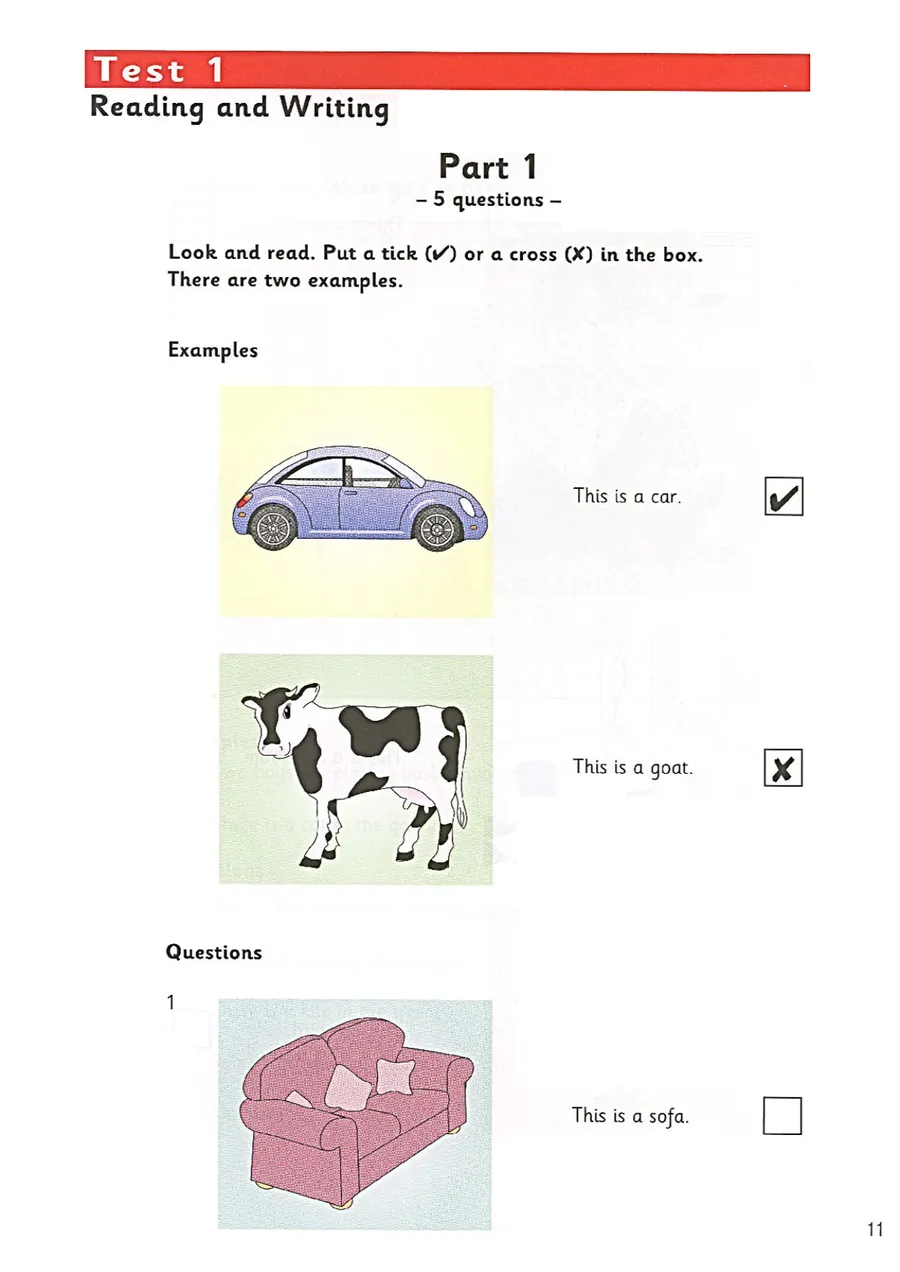 Test 1
Reading and Writing
Part 1
– 5 questions –
Look and read. Put a tick (✔) or a cross (✗) in the box.
There are two examples.
Examples
This is a car. ✔
This is a goat. ✗
Questions
1
This is a sofa.
11